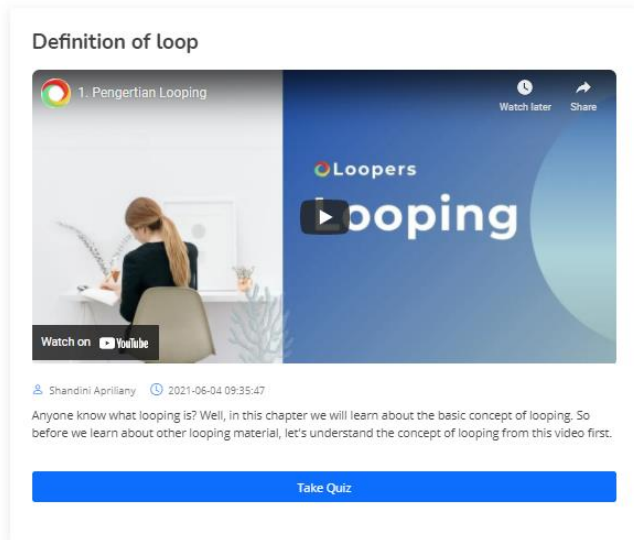 Definition of loop
1. Pengertian Looping
Watch later
Share
Loopers
Looping
Watch on YouTube
Shandini Apriliany 2021-06-04 09:35:47
Anyone know what looping is? Well, in this chapter we will learn about the basic concept of looping. So
before we learn about other looping material, let's understand the concept of looping from this video first.
Take Quiz